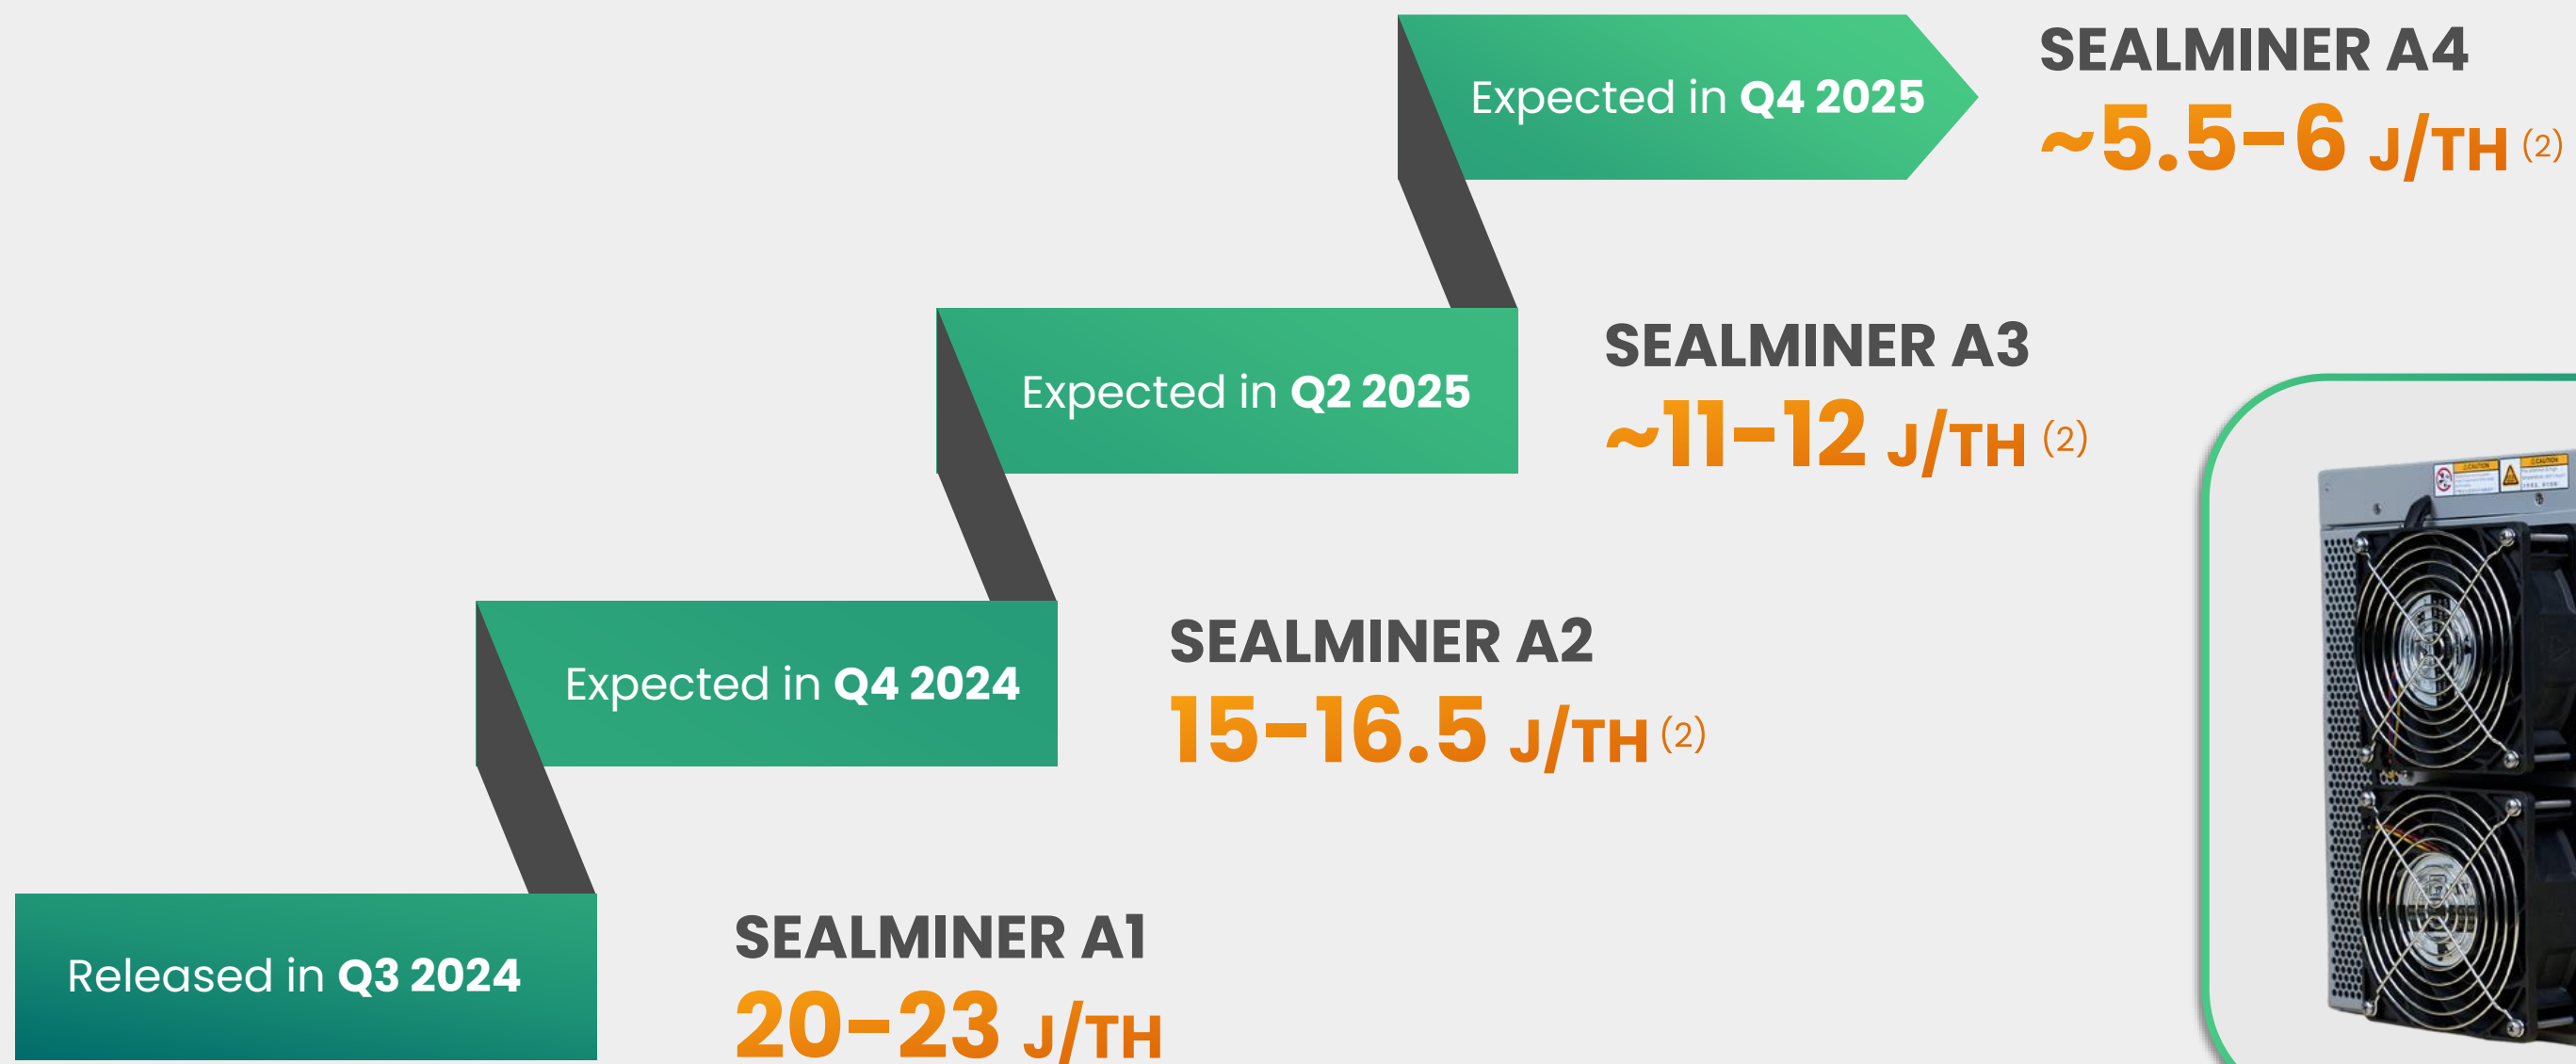 Expected in Q4 2025
SEALMINER A4
~5.5-6 J/TH (2)
Expected in Q2 2025
SEALMINER A3
~11-12 J/TH (2)
CAUTION
CAUTION
Expected in Q4 2024
SEALMINER A2
15-16.5 J/TH (2)
Released in Q3 2024
SEALMINER A1
20-23 J/TH